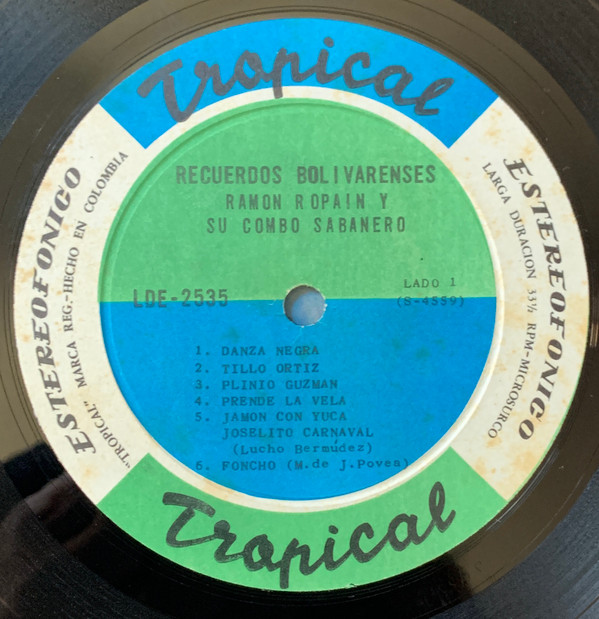 Tropical
RECUERDOS BOLIVARENSES
RAMON ROPAIN Y
SU COMBO SABANERO
LDE-2535
LADO 1
(S-4559)
1. DANZA NEGRA
2. TILLO ORTIZ
3. PLINIO GUZMAN
4. PRENDE LA VELA
5. JAMON CON YUCA
JOSELITO CARNAVAL
(Lucho Bermúdez)
6. FONCHO (M. de J. Povea)
ESTEREOFONICO
"TROPICAL" MARCA REG.-HECHO EN COLOMBIA
ESTEREOFONICO
LARGA DURACION 33⅓ RPM-MICROSURCO
Tropical